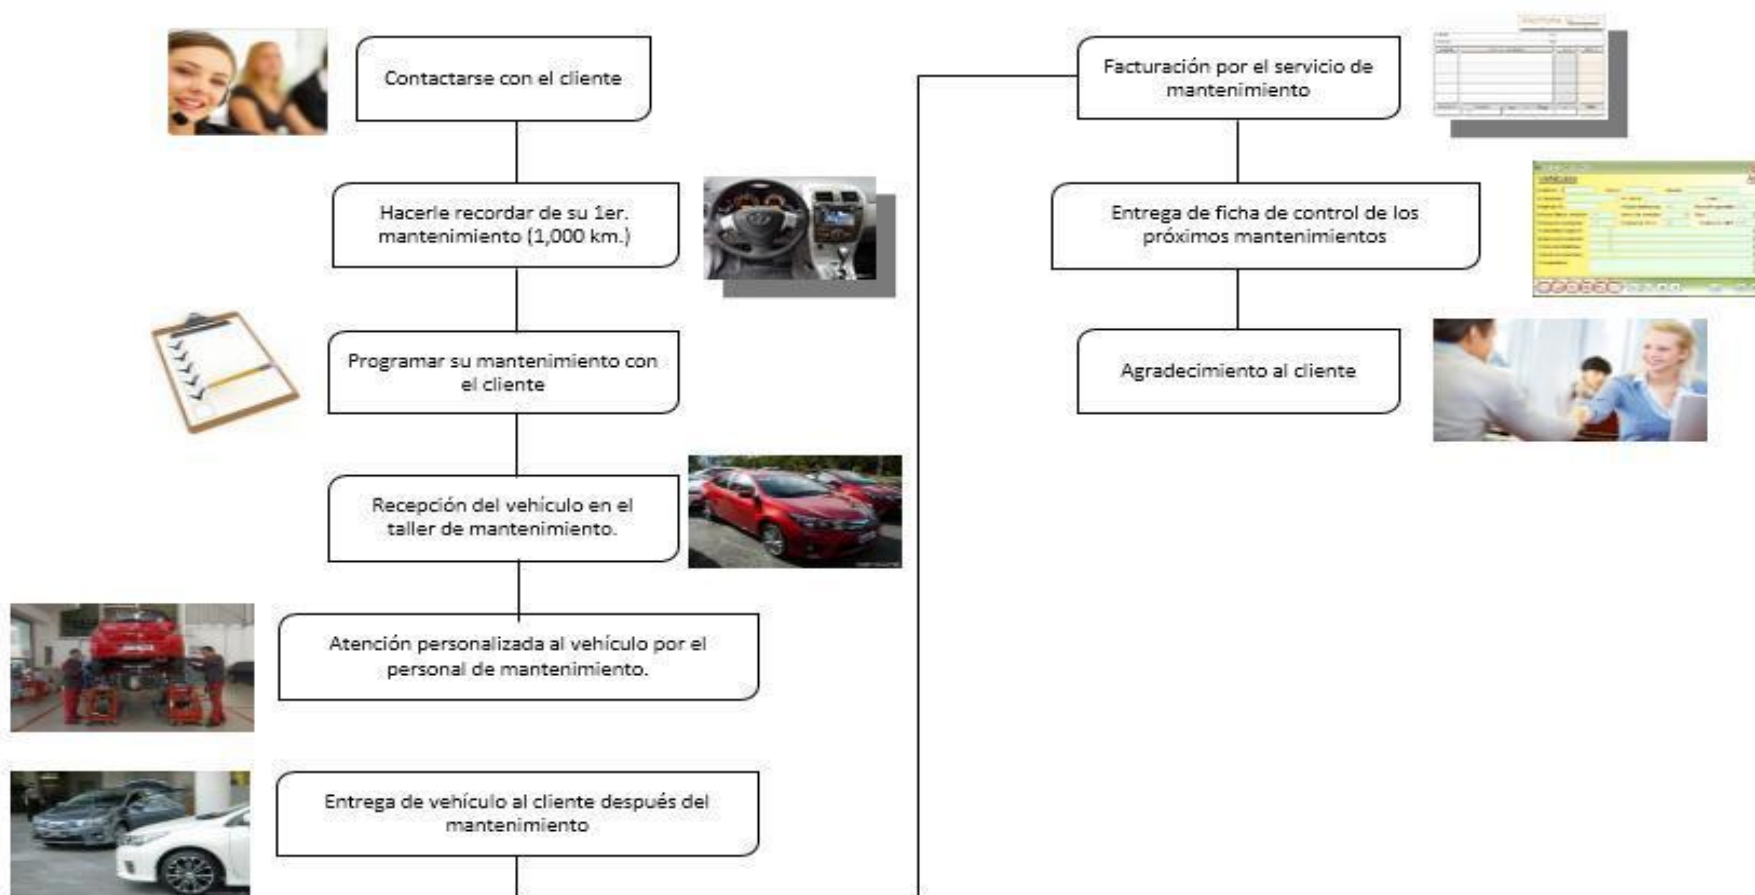 Contactarse con el cliente
Hacerle recordar de su 1er.
mantenimiento (1,000 km.)
Programar su mantenimiento con
el cliente
Recepción del vehículo en el
taller de mantenimiento.
Atención personalizada al vehículo por el
personal de mantenimiento.
Entrega de vehículo al cliente después del
mantenimiento
Facturación por el servicio de
mantenimiento
Entrega de ficha de control de los
próximos mantenimientos
Agradecimiento al cliente